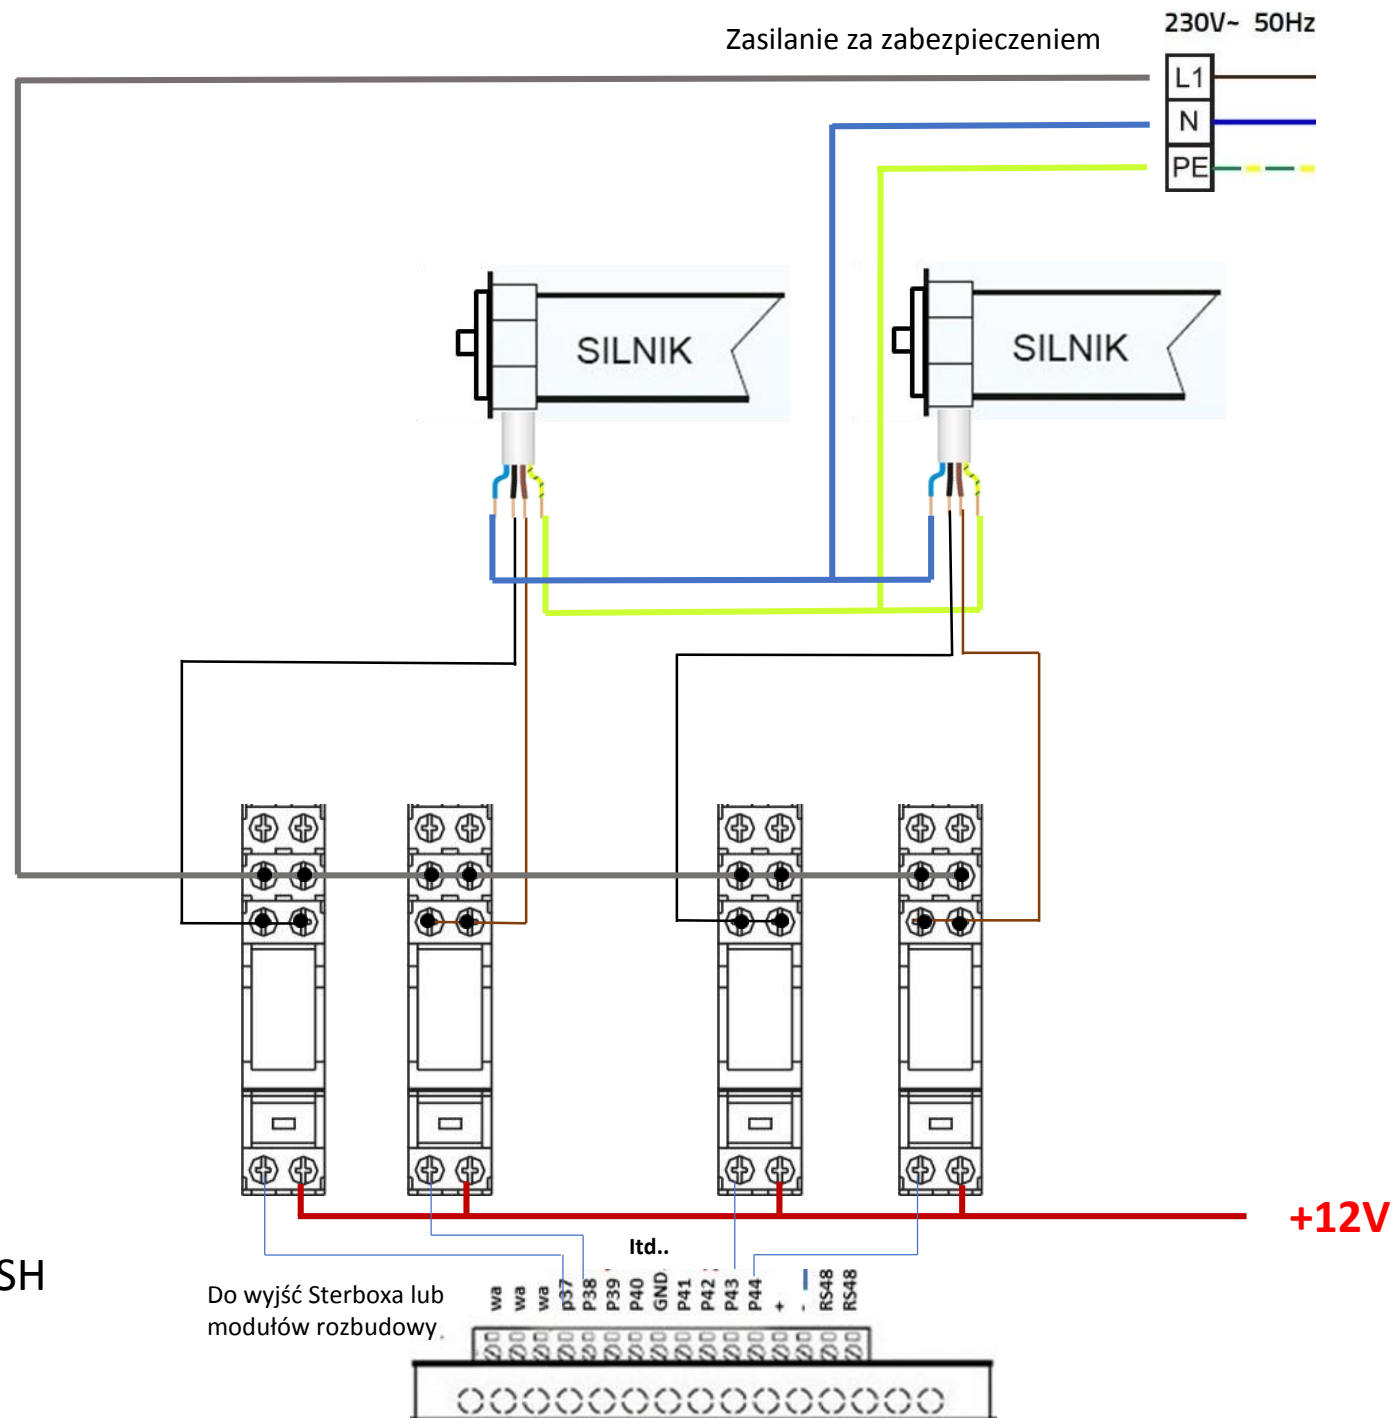 230V~ 50Hz
Zasilanie za zabezpieczeniem
L1
N
PE
SILNIK
SILNIK
+12V
Itd..
SH
Do wyjść Sterboxa lub
modułów rozbudowy
wa
wa
wa
p37
P38
P39
P40
GND
P41
P42
P43
P44
+
-
RS48
RS48